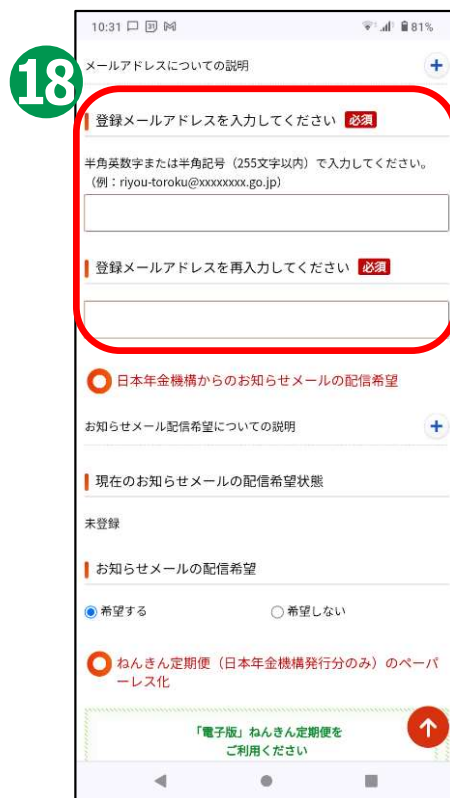 10:31 31 81%
18
メールアドレスについての説明
登録メールアドレスを入力してください 必須
半角英数字または半角記号（255文字以内）で入力してください。
（例：riyou-toroku@xxxxxxxx.go.jp）
登録メールアドレスを再入力してください 必須
日本年金機構からのお知らせメールの配信希望
お知らせメール配信希望についての説明
現在のお知らせメールの配信希望状態
未登録
お知らせメールの配信希望
希望する 希望しない
ねんきん定期便（日本年金機構発行分のみ）のペーパ
ーレス化
「電子版」ねんきん定期便を
ご利用ください